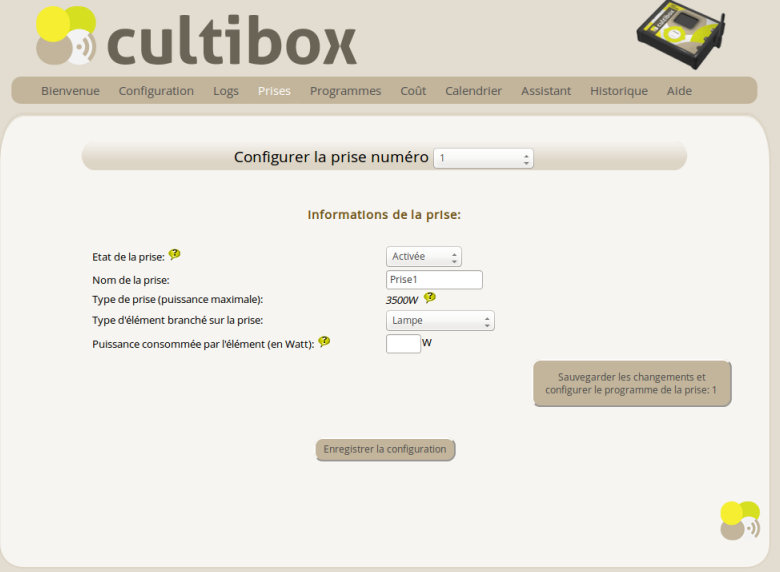 cultibox
Bienvenue Configuration Logs Prises Programmes Coût Calendrier Assistant Historique Aide
Configurer la prise numéro 1
Informations de la prise:
Etat de la prise: Activée
Nom de la prise: Prise1
Type de prise (puissance maximale): 3500W
Type d'élément branché sur la prise: Lampe
Puissance consommée par l'élément (en Watt): W
Sauvegarder les changements et
configurer le programme de la prise: 1
Enregistrer la configuration